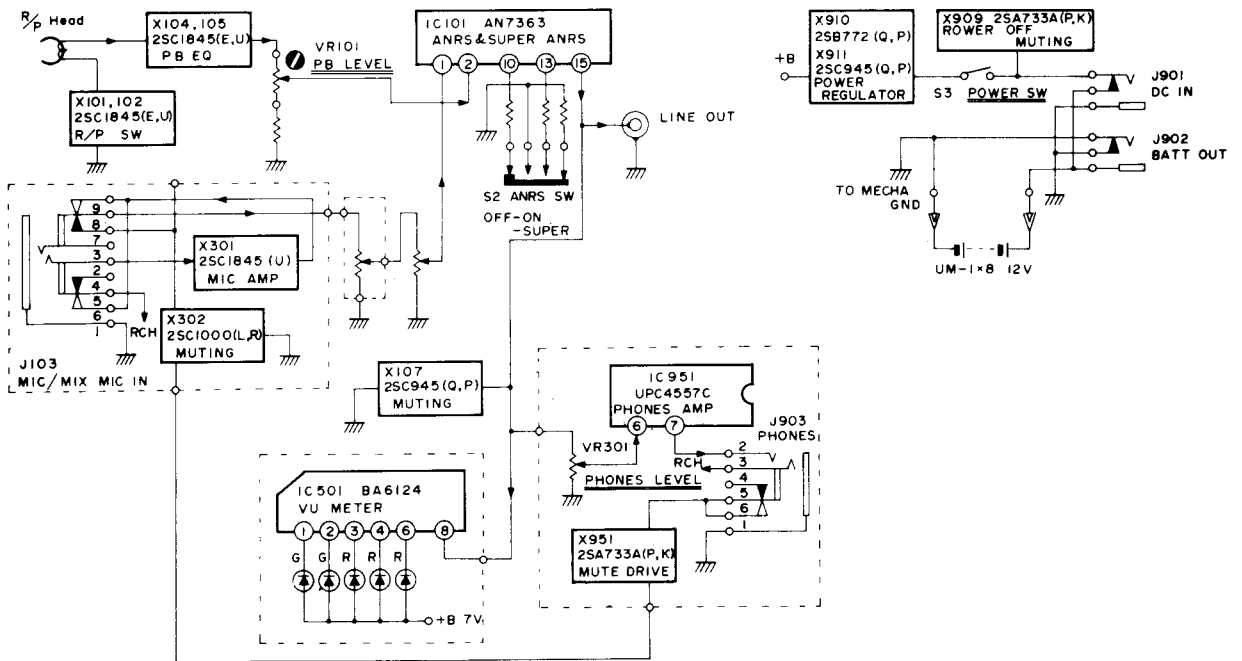 R/P Head
X104,105
2SC1845(E,U)
PB EQ
VR101
PB LEVEL
X101,102
2SC1845(E,U)
R/P SW
IC101 AN7363
ANRS&SUPER ANRS
1 2 10 13 15
LINE OUT
S2 ANRS SW
OFF-ON
-SUPER
X910
2SB772(Q,P)
X911
2SC945(Q,P)
POWER
REGULATOR
+B
X909 2SA733A(P,K)
ROWER OFF
MUTING
S3 POWER SW
J901
DC IN
J902
BATT OUT
TO MECHA
GND
UM-1×8 12V
9
8
7
3
2
4
5
6
1
RCH
X301
2SC1845(U)
MIC AMP
X302
2SC1000(L,R)
MUTING
J103
MIC/MIX MIC IN
X107
2SC945(Q,P)
MUTING
IC951
UPC4557C
PHONES AMP
6 7
VR301
PHONES LEVEL
RCH
J903
PHONES
2
3
4
5
6
1
X951
2SA733A(P,K)
MUTE DRIVE
IC501 BA6124
VU METER
1 2 3 4 6 8
G G R R R
+B 7V